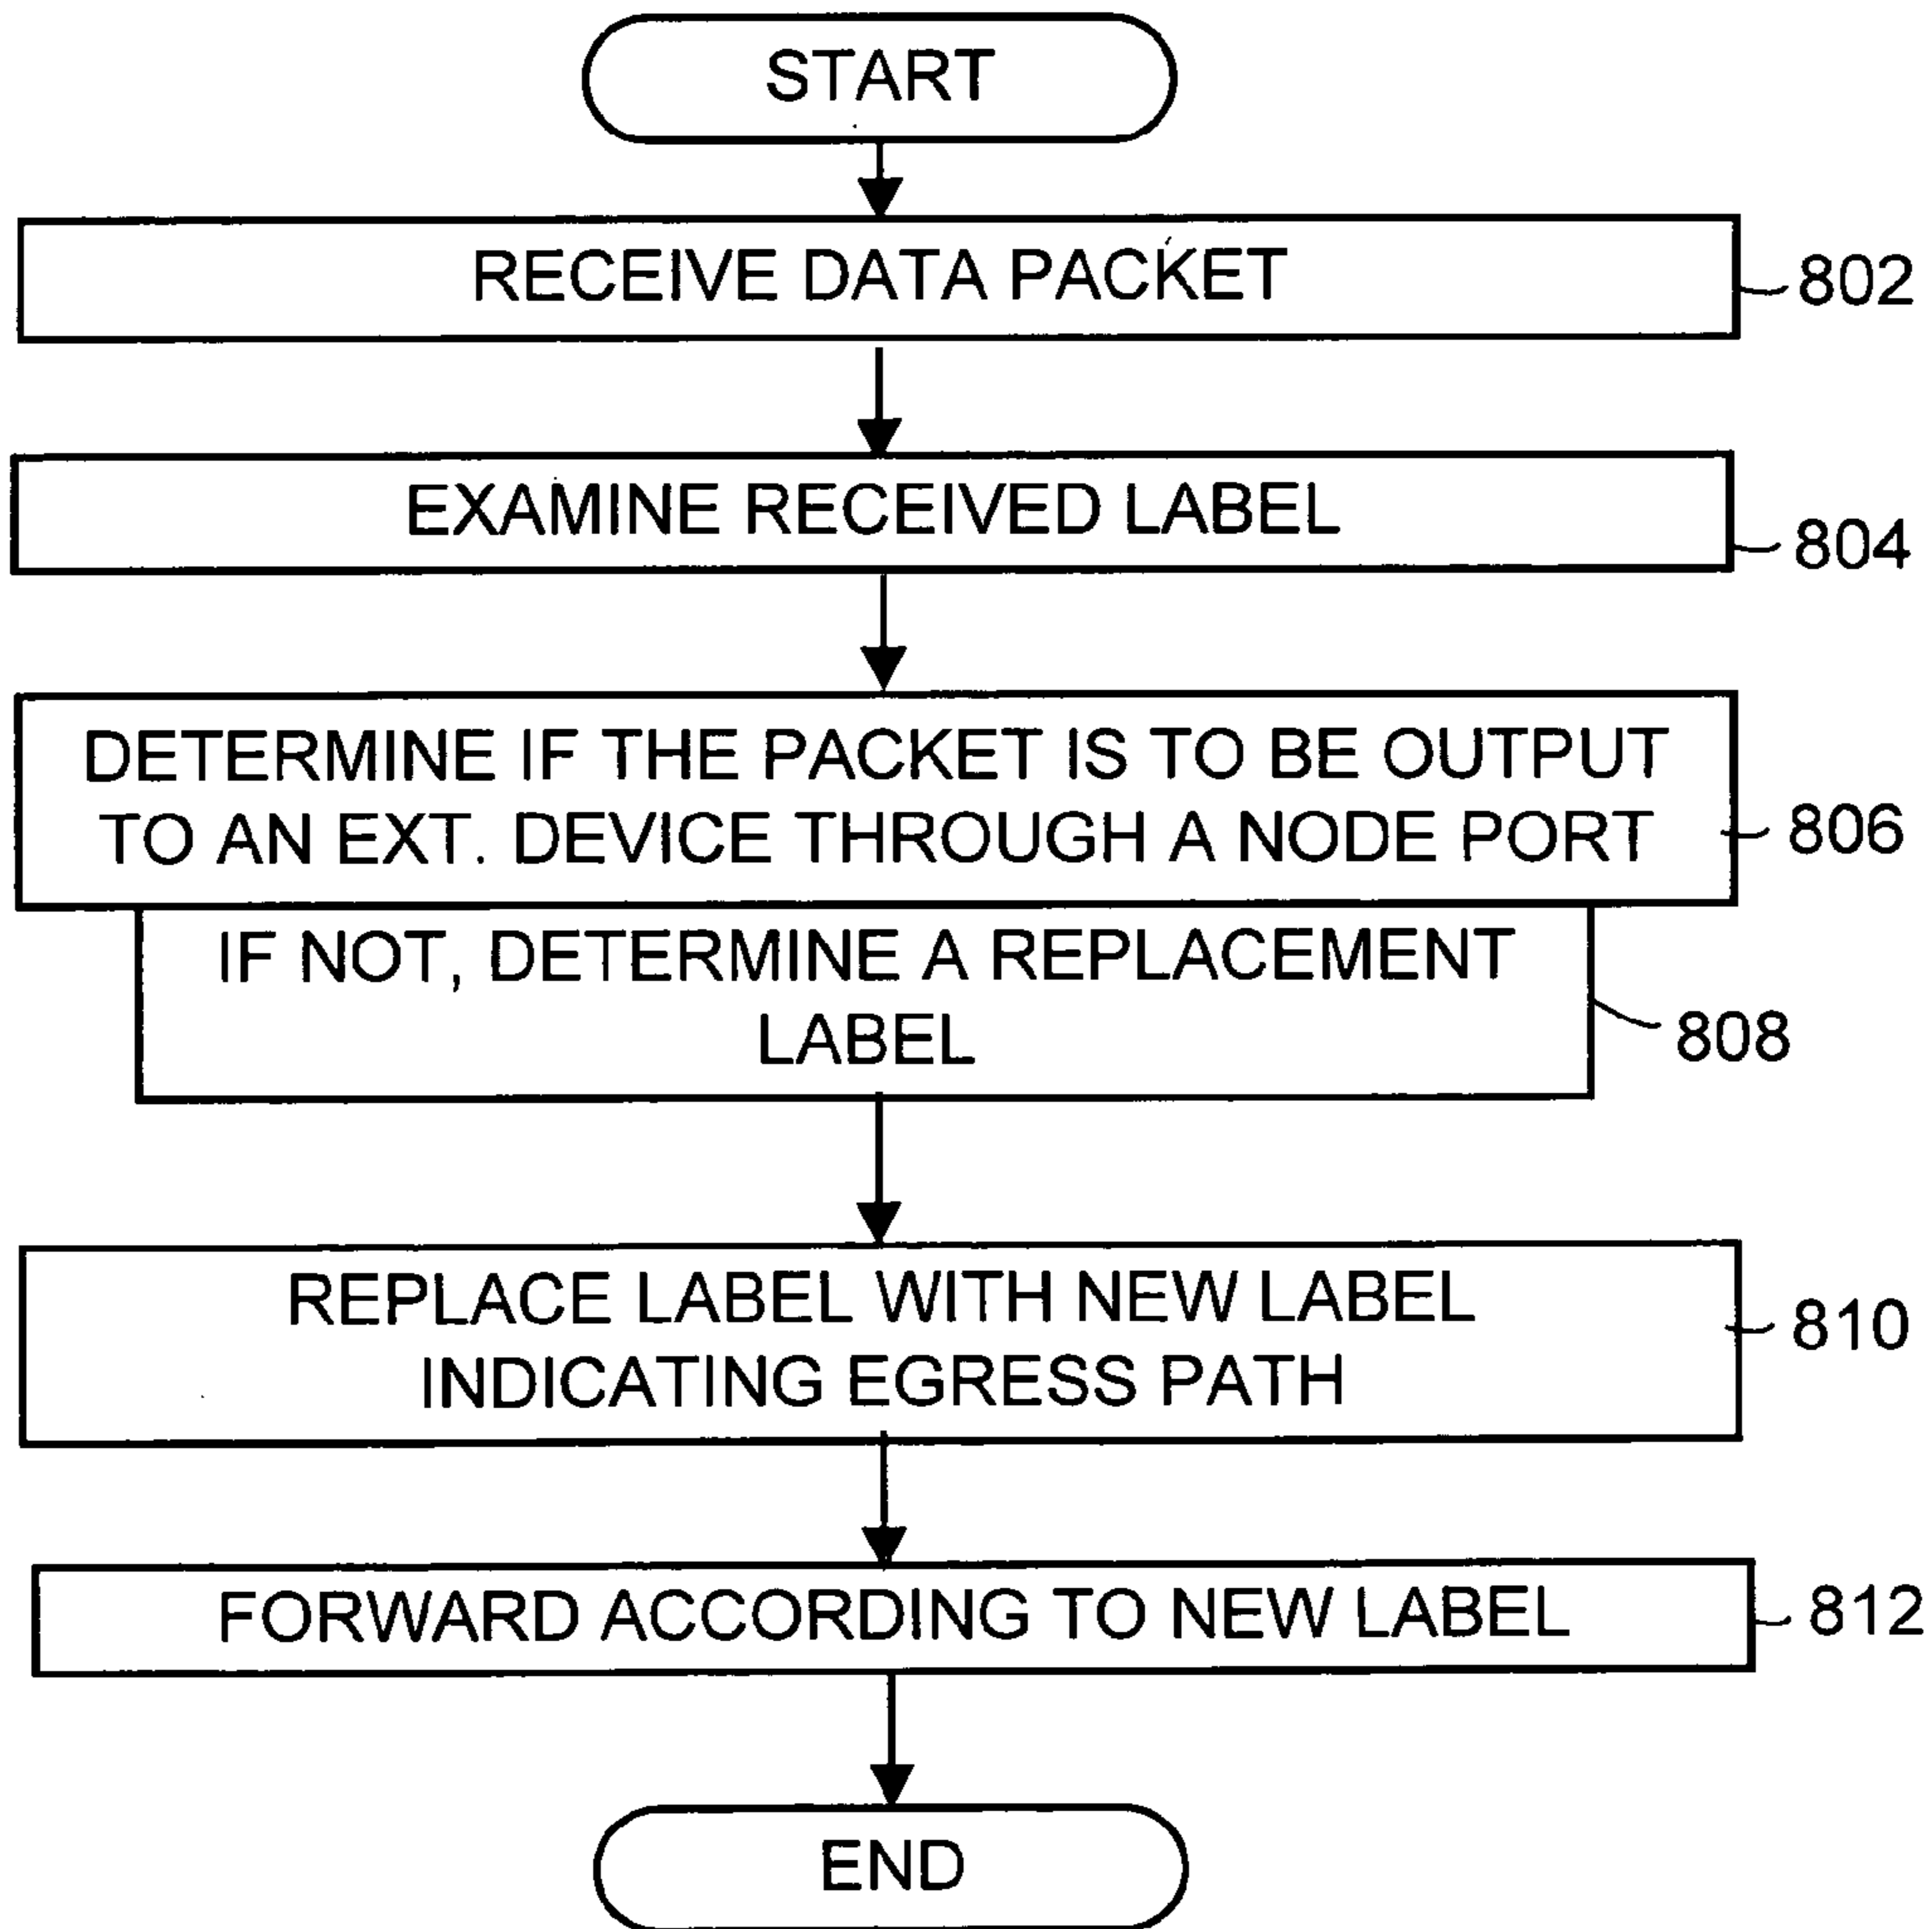 START
RECEIVE DATA PACKET
802
EXAMINE RECEIVED LABEL
804
DETERMINE IF THE PACKET IS TO BE OUTPUT
TO AN EXT. DEVICE THROUGH A NODE PORT
806
IF NOT, DETERMINE A REPLACEMENT
LABEL
808
REPLACE LABEL WITH NEW LABEL
INDICATING EGRESS PATH
810
FORWARD ACCORDING TO NEW LABEL
812
END